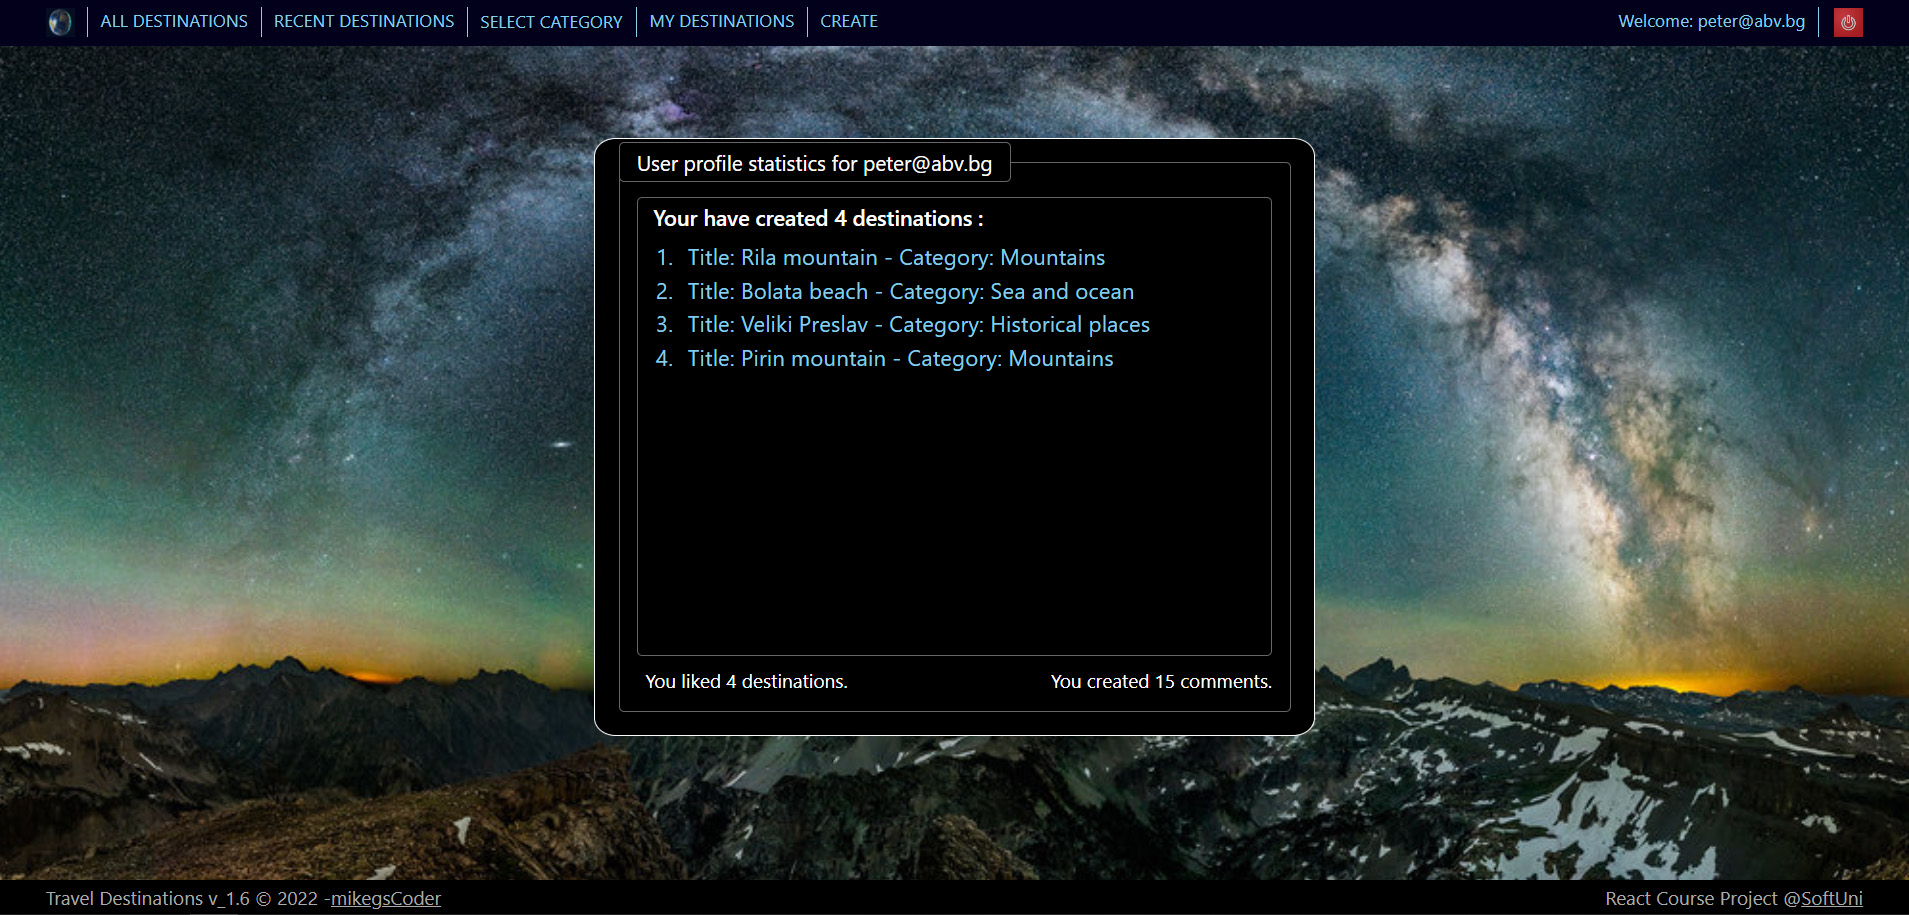 ALL DESTINATIONS RECENT DESTINATIONS SELECT CATEGORY MY DESTINATIONS CREATE Welcome: peter@abv.bg
User profile statistics for peter@abv.bg
Your have created 4 destinations :
1. Title: Rila mountain - Category: Mountains
2. Title: Bolata beach - Category: Sea and ocean
3. Title: Veliki Preslav - Category: Historical places
4. Title: Pirin mountain - Category: Mountains
You liked 4 destinations. You created 15 comments.
Travel Destinations v_1.6 © 2022 -mikegsCoder React Course Project @SoftUni